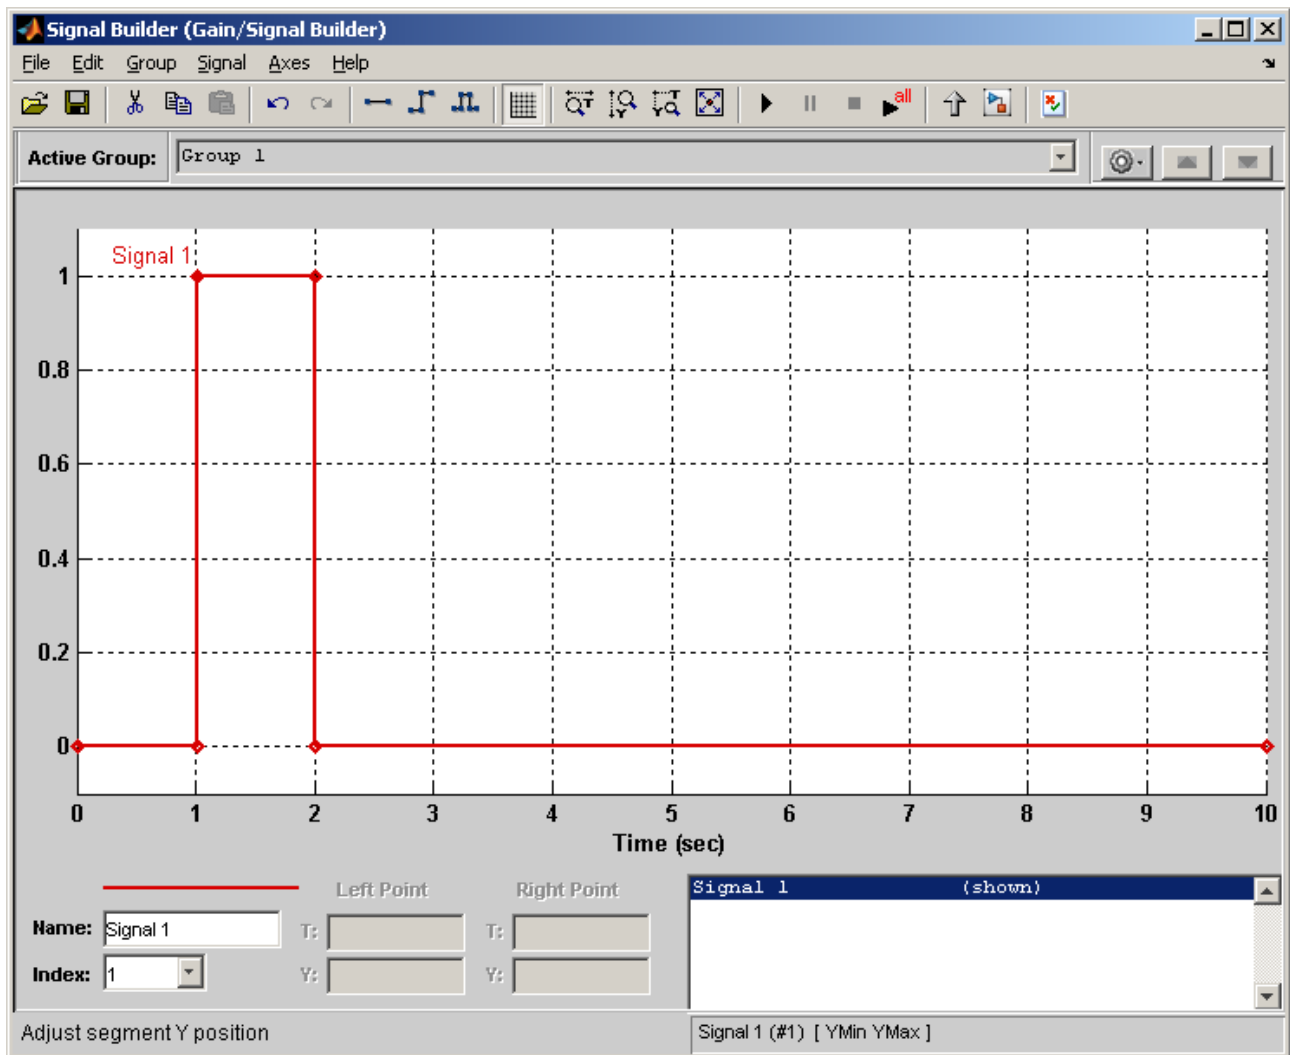 Signal Builder (Gain/Signal Builder)
File Edit Group Signal Axes Help
all
Active Group: Group 1
Signal 1
1
0.8
0.6
0.4
0.2
0
0 1 2 3 4 5 6 7 8 9 10
Time (sec)
Left Point Right Point
Name: Signal 1 T: T:
Index: 1 Y: Y:
Signal 1 (shown)
Adjust segment Y position
Signal 1 (#1) [ YMin YMax ]